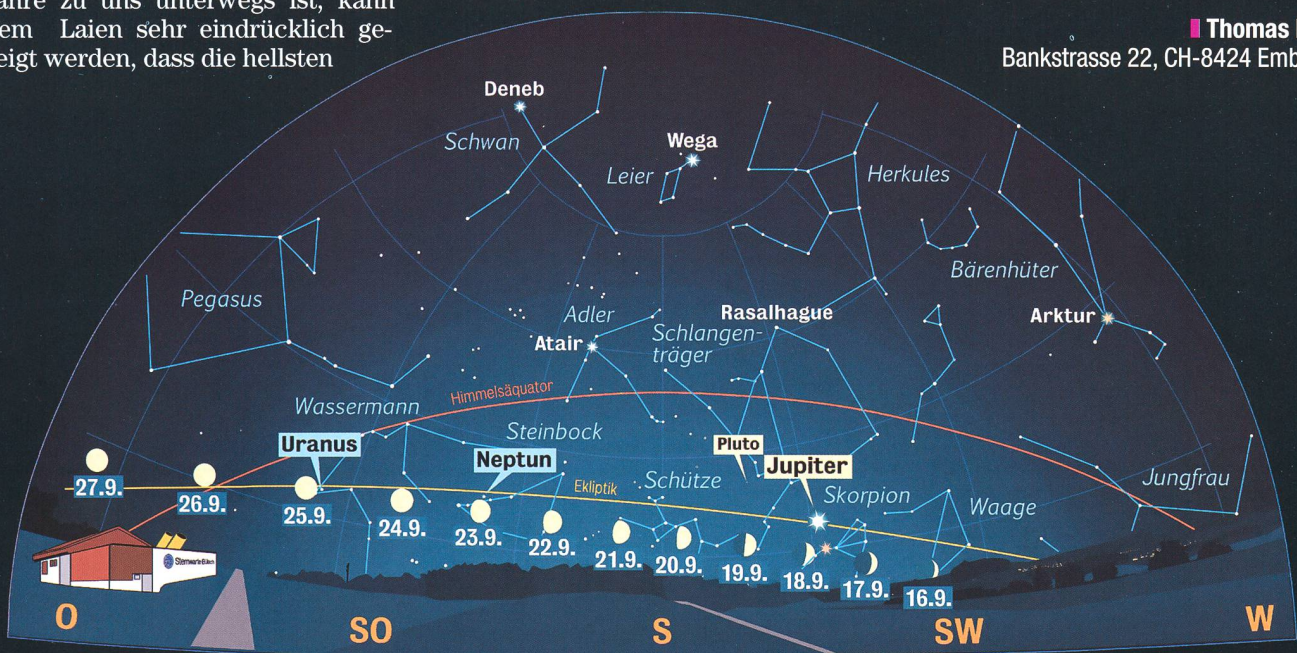 ahre zu uns unterwegs ist, kann
em Laien sehr eindrücklich ge-
eigt werden, dass die hellsten
Thomas
Bankstrasse 22, CH-8424 Emb
Deneb
Schwan
Wega
Leier
Herkules
Bärenhüter
Pegasus
Adler
Atair
Schlangen-
träger
Rasalhague
Arktur
Himmelsäquator
Wassermann
Uranus
Steinbock
Neptun
Ekliptik
Schütze
Pluto
Jupiter
Skorpion
Waage
Jungfrau
27.9.
26.9.
25.9.
24.9.
23.9.
22.9.
21.9.
20.9.
19.9.
18.9.
17.9.
16.9.
O
SO
S
SW
W